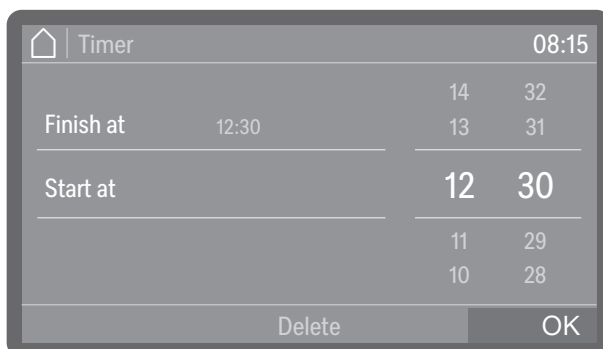 Timer 08:15
14 32
Finish at 12:30 13 31
Start at 12 30
11 29
10 28
Delete OK